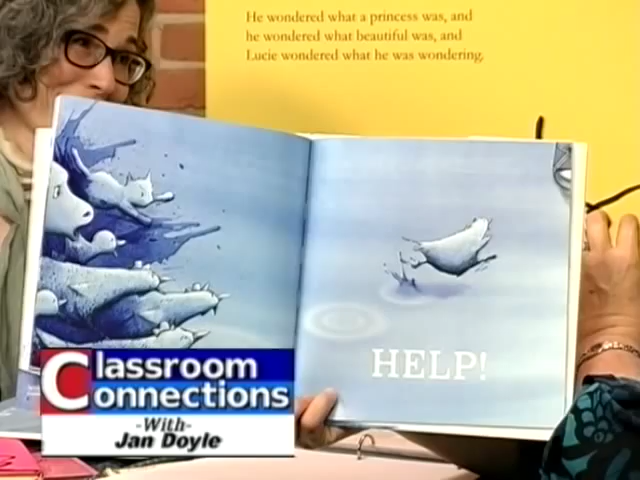 He wondered what a princess was, and
he wondered what beautiful was, and
Lucie wondered what he was wondering.
HELP!
Classroom
Connections
-With-
Jan Doyle